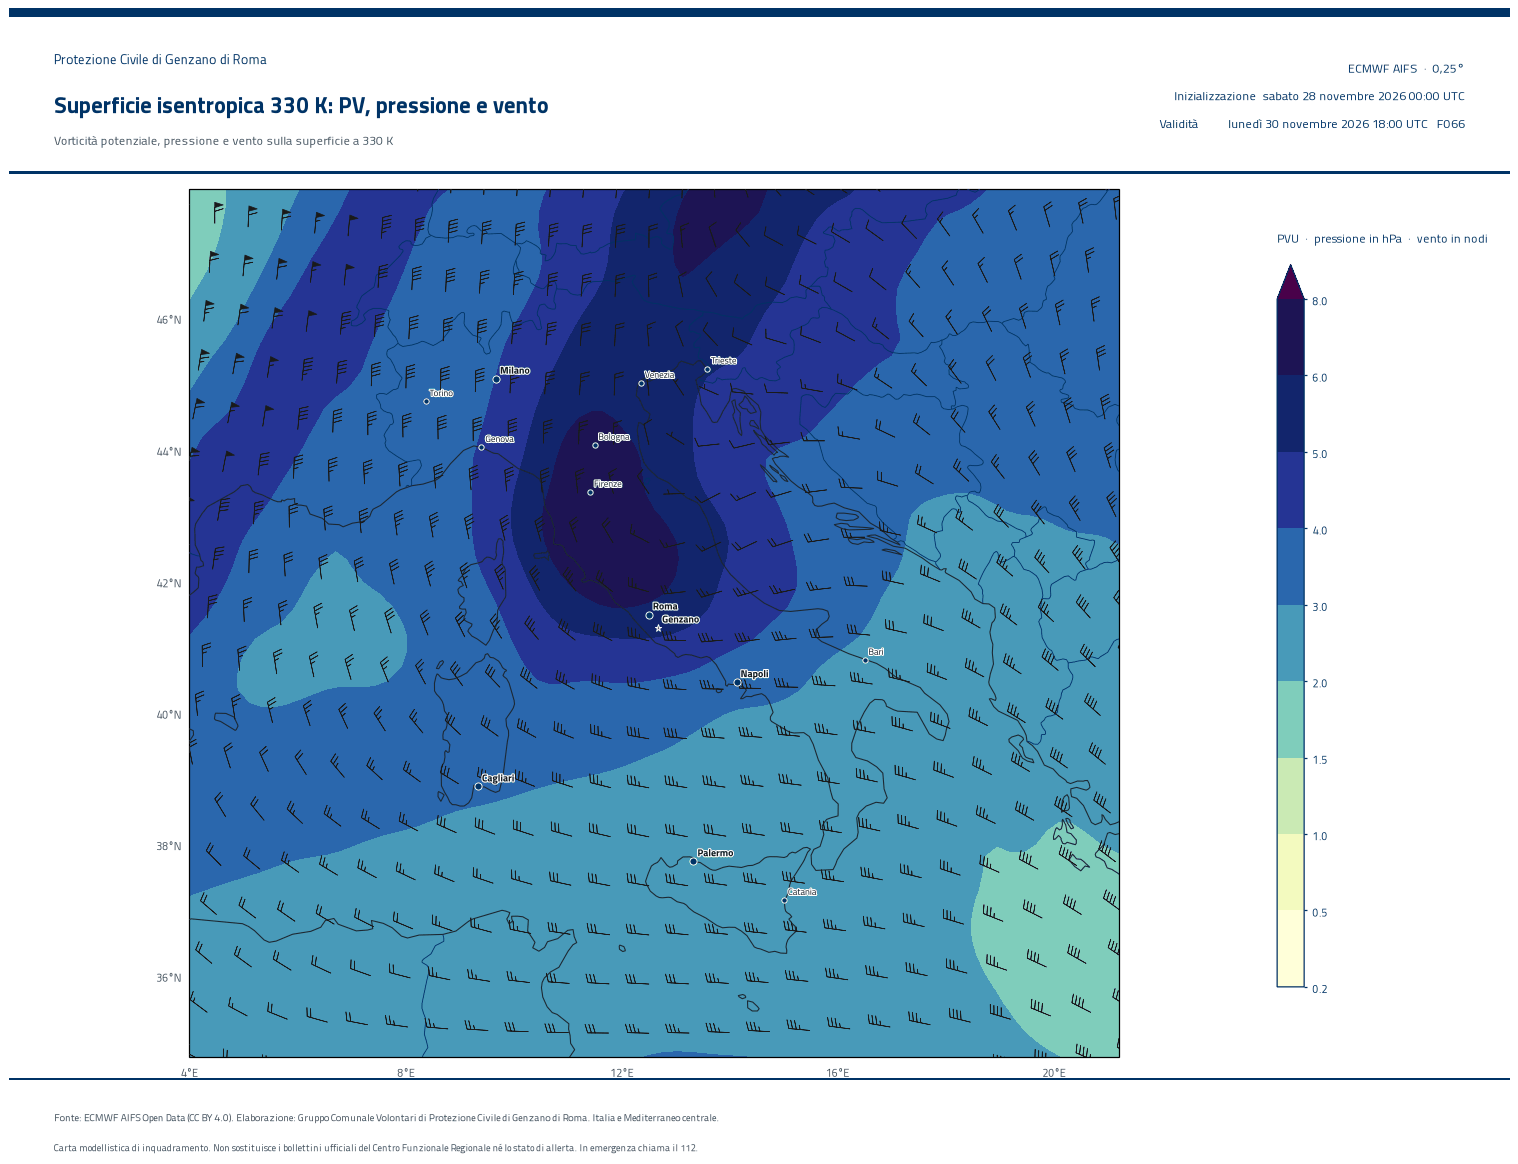 Protezione Civile di Genzano di Roma
Superficie isentropica 330 K: PV, pressione e vento
Vorticità potenziale, pressione e vento sulla superficie a 330 K
ECMWF AIFS · 0,25°
Inizializzazione sabato 28 novembre 2026 00:00 UTC
Validità lunedì 30 novembre 2026 18:00 UTC F066
PVU · pressione in hPa · vento in nodi
8.0
6.0
5.0
4.0
3.0
2.0
1.5
1.0
0.5
0.2
46°N
44°N
42°N
40°N
38°N
36°N
4°E
8°E
12°E
16°E
20°E
Trieste
Milano
Venezia
Torino
Genova
Bologna
Firenze
Roma
Genzano
Bari
Napoli
Cagliari
Palermo
Catania
Fonte: ECMWF AIFS Open Data (CC BY 4.0). Elaborazione: Gruppo Comunale Volontari di Protezione Civile di Genzano di Roma. Italia e Mediterraneo centrale.
Carta modellistica di inquadramento. Non sostituisce i bollettini ufficiali del Centro Funzionale Regionale né lo stato di allerta. In emergenza chiama il 112.